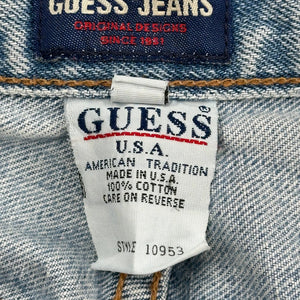 GUESS JEANS
ORIGINAL DESIGNS
SINCE 1981
GUESS®
U.S.A.
AMERICAN TRADITION
MADE IN U.S.A.
100% COTTON
CARE ON REVERSE
STYLE 10953